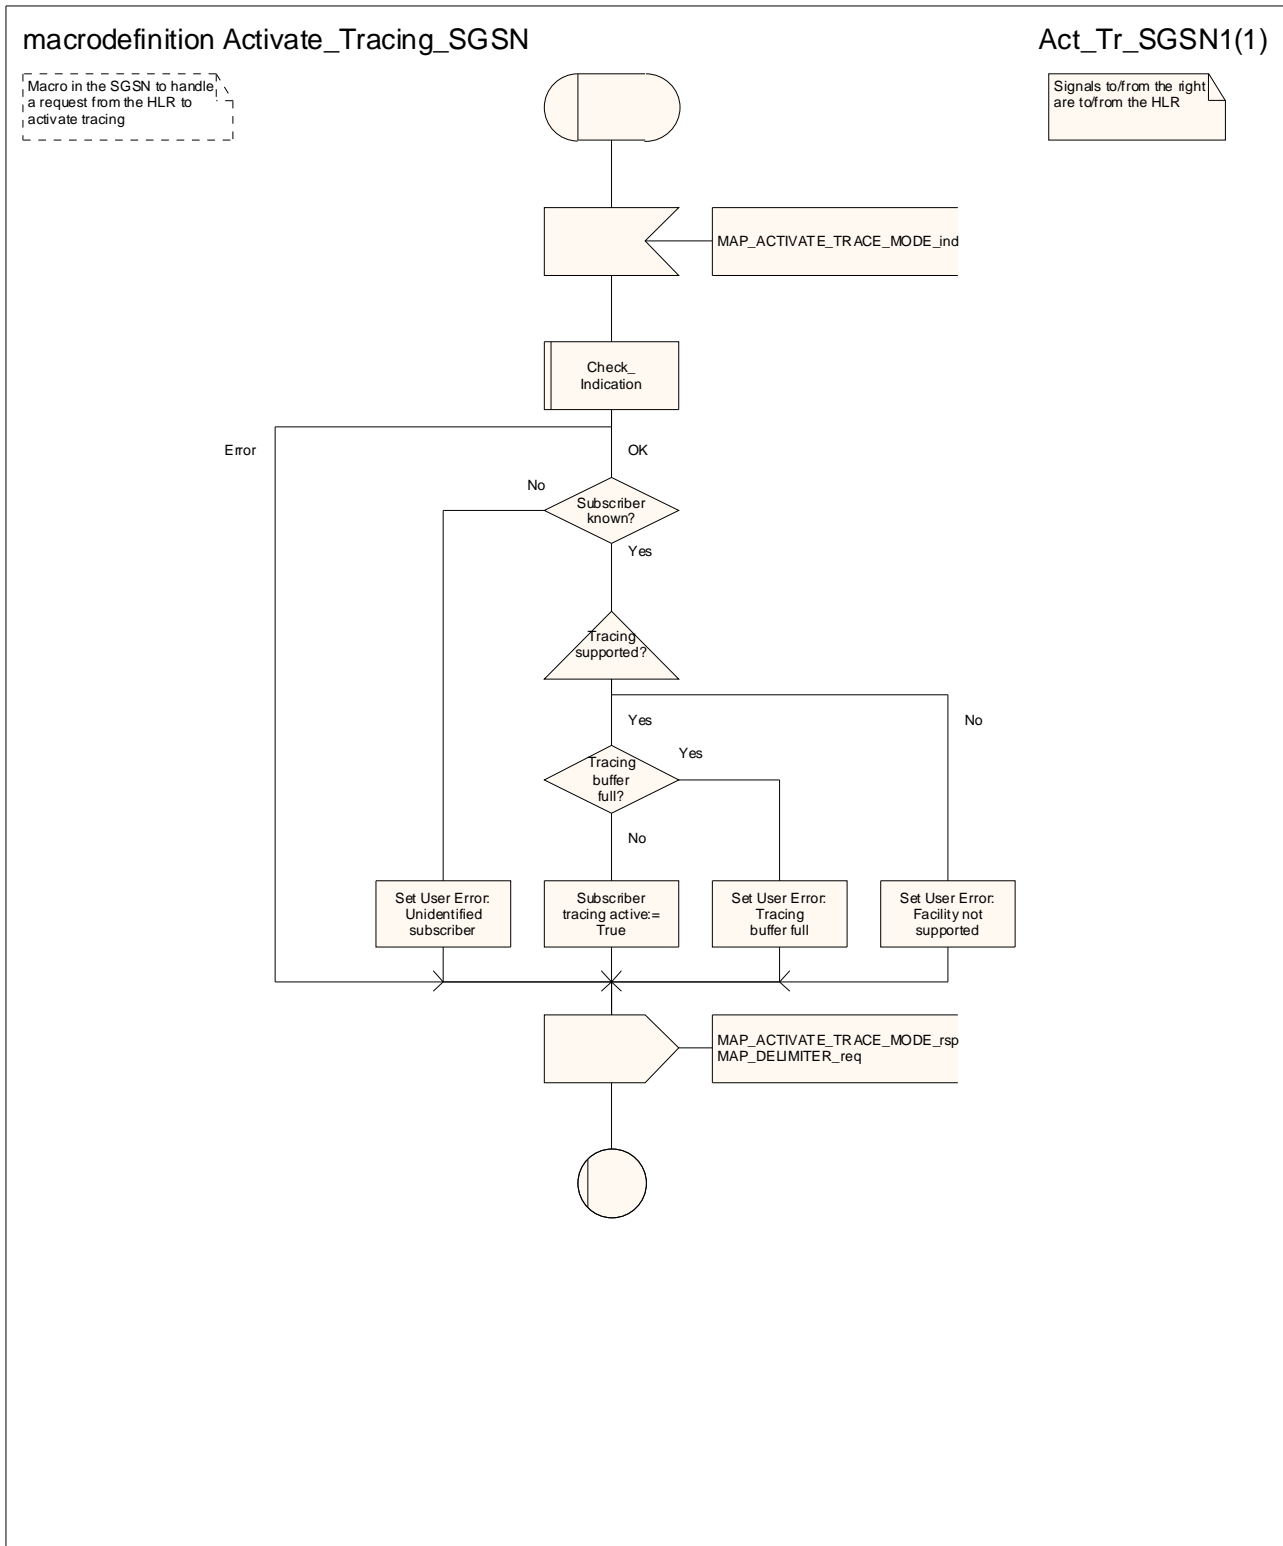 macrodefinition Activate_Tracing_SGSN
Act_Tr_SGSN1(1)
Macro in the SGSN to handle
a request from the HLR to
activate tracing
Signals to/from the right
are to/from the HLR
MAP_ACTIVATE_TRACE_MODE_ind
Check_
Indication
Error
OK
No
Subscriber
known?
Yes
Tracing
supported?
Yes
No
Yes
Tracing
buffer
full?
No
Set User Error:
Unidentified
subscriber
Subscriber
tracing active:=
True
Set User Error:
Tracing
buffer full
Set User Error:
Facility not
supported
MAP_ACTIVATE_TRACE_MODE_rsp
MAP_DELIMITER_req